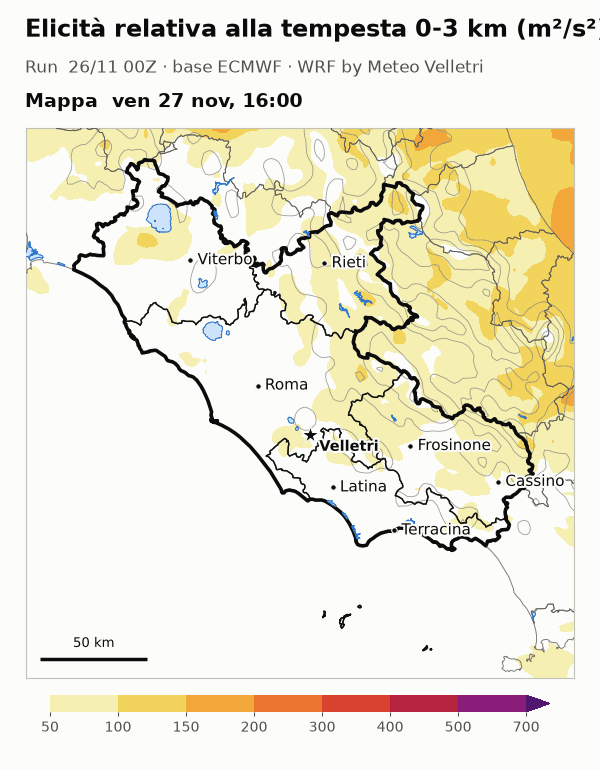 Elicità relativa alla tempesta 0-3 km (m²/s²)
Run  26/11 00Z · base ECMWF · WRF by Meteo Velletri
Mappa  ven 27 nov, 16:00
Viterbo
Rieti
Roma
Velletri
Frosinone
Cassino
Latina
Terracina
50 km
50 100 150 200 300 400 500 700